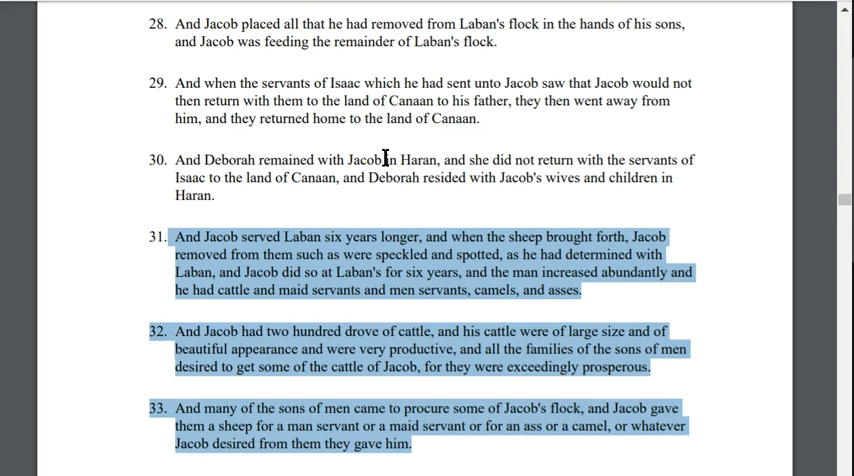 28. And Jacob placed all that he had removed from Laban's flock in the hands of his sons,
and Jacob was feeding the remainder of Laban's flock.
29. And when the servants of Isaac which he had sent unto Jacob saw that Jacob would not
then return with them to the land of Canaan to his father, they then went away from
him, and they returned home to the land of Canaan.
30. And Deborah remained with Jacob in Haran, and she did not return with the servants of
Isaac to the land of Canaan, and Deborah resided with Jacob's wives and children in
Haran.
31. And Jacob served Laban six years longer, and when the sheep brought forth, Jacob
removed from them such as were speckled and spotted, as he had determined with
Laban, and Jacob did so at Laban's for six years, and the man increased abundantly and
he had cattle and maid servants and men servants, camels, and asses.
32. And Jacob had two hundred drove of cattle, and his cattle were of large size and of
beautiful appearance and were very productive, and all the families of the sons of men
desired to get some of the cattle of Jacob, for they were exceedingly prosperous.
33. And many of the sons of men came to procure some of Jacob's flock, and Jacob gave
them a sheep for a man servant or a maid servant or for an ass or a camel, or whatever
Jacob desired from them they gave him.